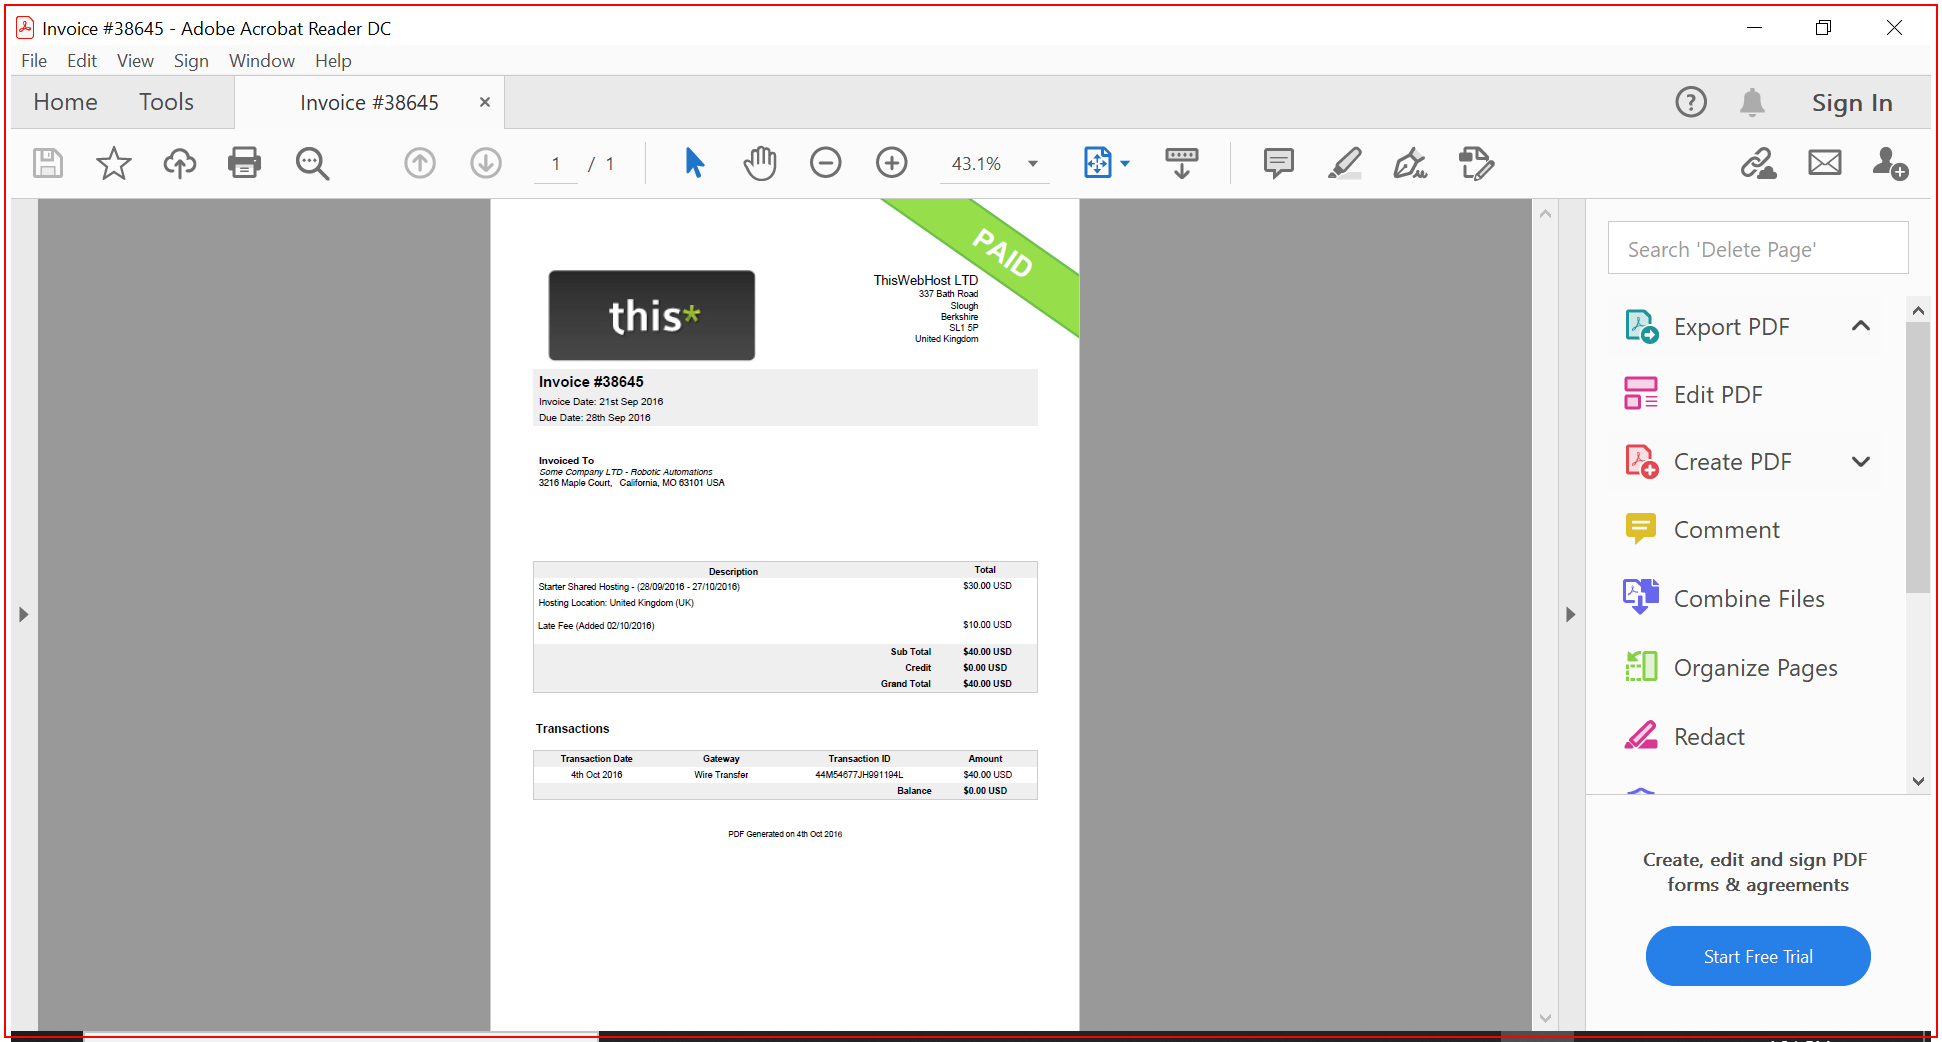 Invoice #38645 - Adobe Acrobat Reader DC
File Edit View Sign Window Help
Home Tools Invoice #38645 × ? Sign In
1 / 1 43.1%
PAID
this*
ThisWebHost LTD
337 Bath Road
Slough
Berkshire
SL1 5P
United Kingdom
Invoice #38645
Invoice Date: 21st Sep 2016
Due Date: 28th Sep 2016
Invoiced To
Some Company LTD - Robotic Automations
3216 Maple Court, California, MO 63101 USA
Description Total
Starter Shared Hosting - (28/09/2016 - 27/10/2016) $30.00 USD
Hosting Location: United Kingdom (UK)
Late Fee (Added 02/10/2016) $10.00 USD
Sub Total $40.00 USD
Credit $0.00 USD
Grand Total $40.00 USD
Transactions
Transaction Date Gateway Transaction ID Amount
4th Oct 2016 Wire Transfer 44M54677JH991194L $40.00 USD
Balance $0.00 USD
PDF Generated on 4th Oct 2016
Search 'Delete Page'
Export PDF
Edit PDF
Create PDF
Comment
Combine Files
Organize Pages
Redact
Create, edit and sign PDF
forms & agreements
Start Free Trial